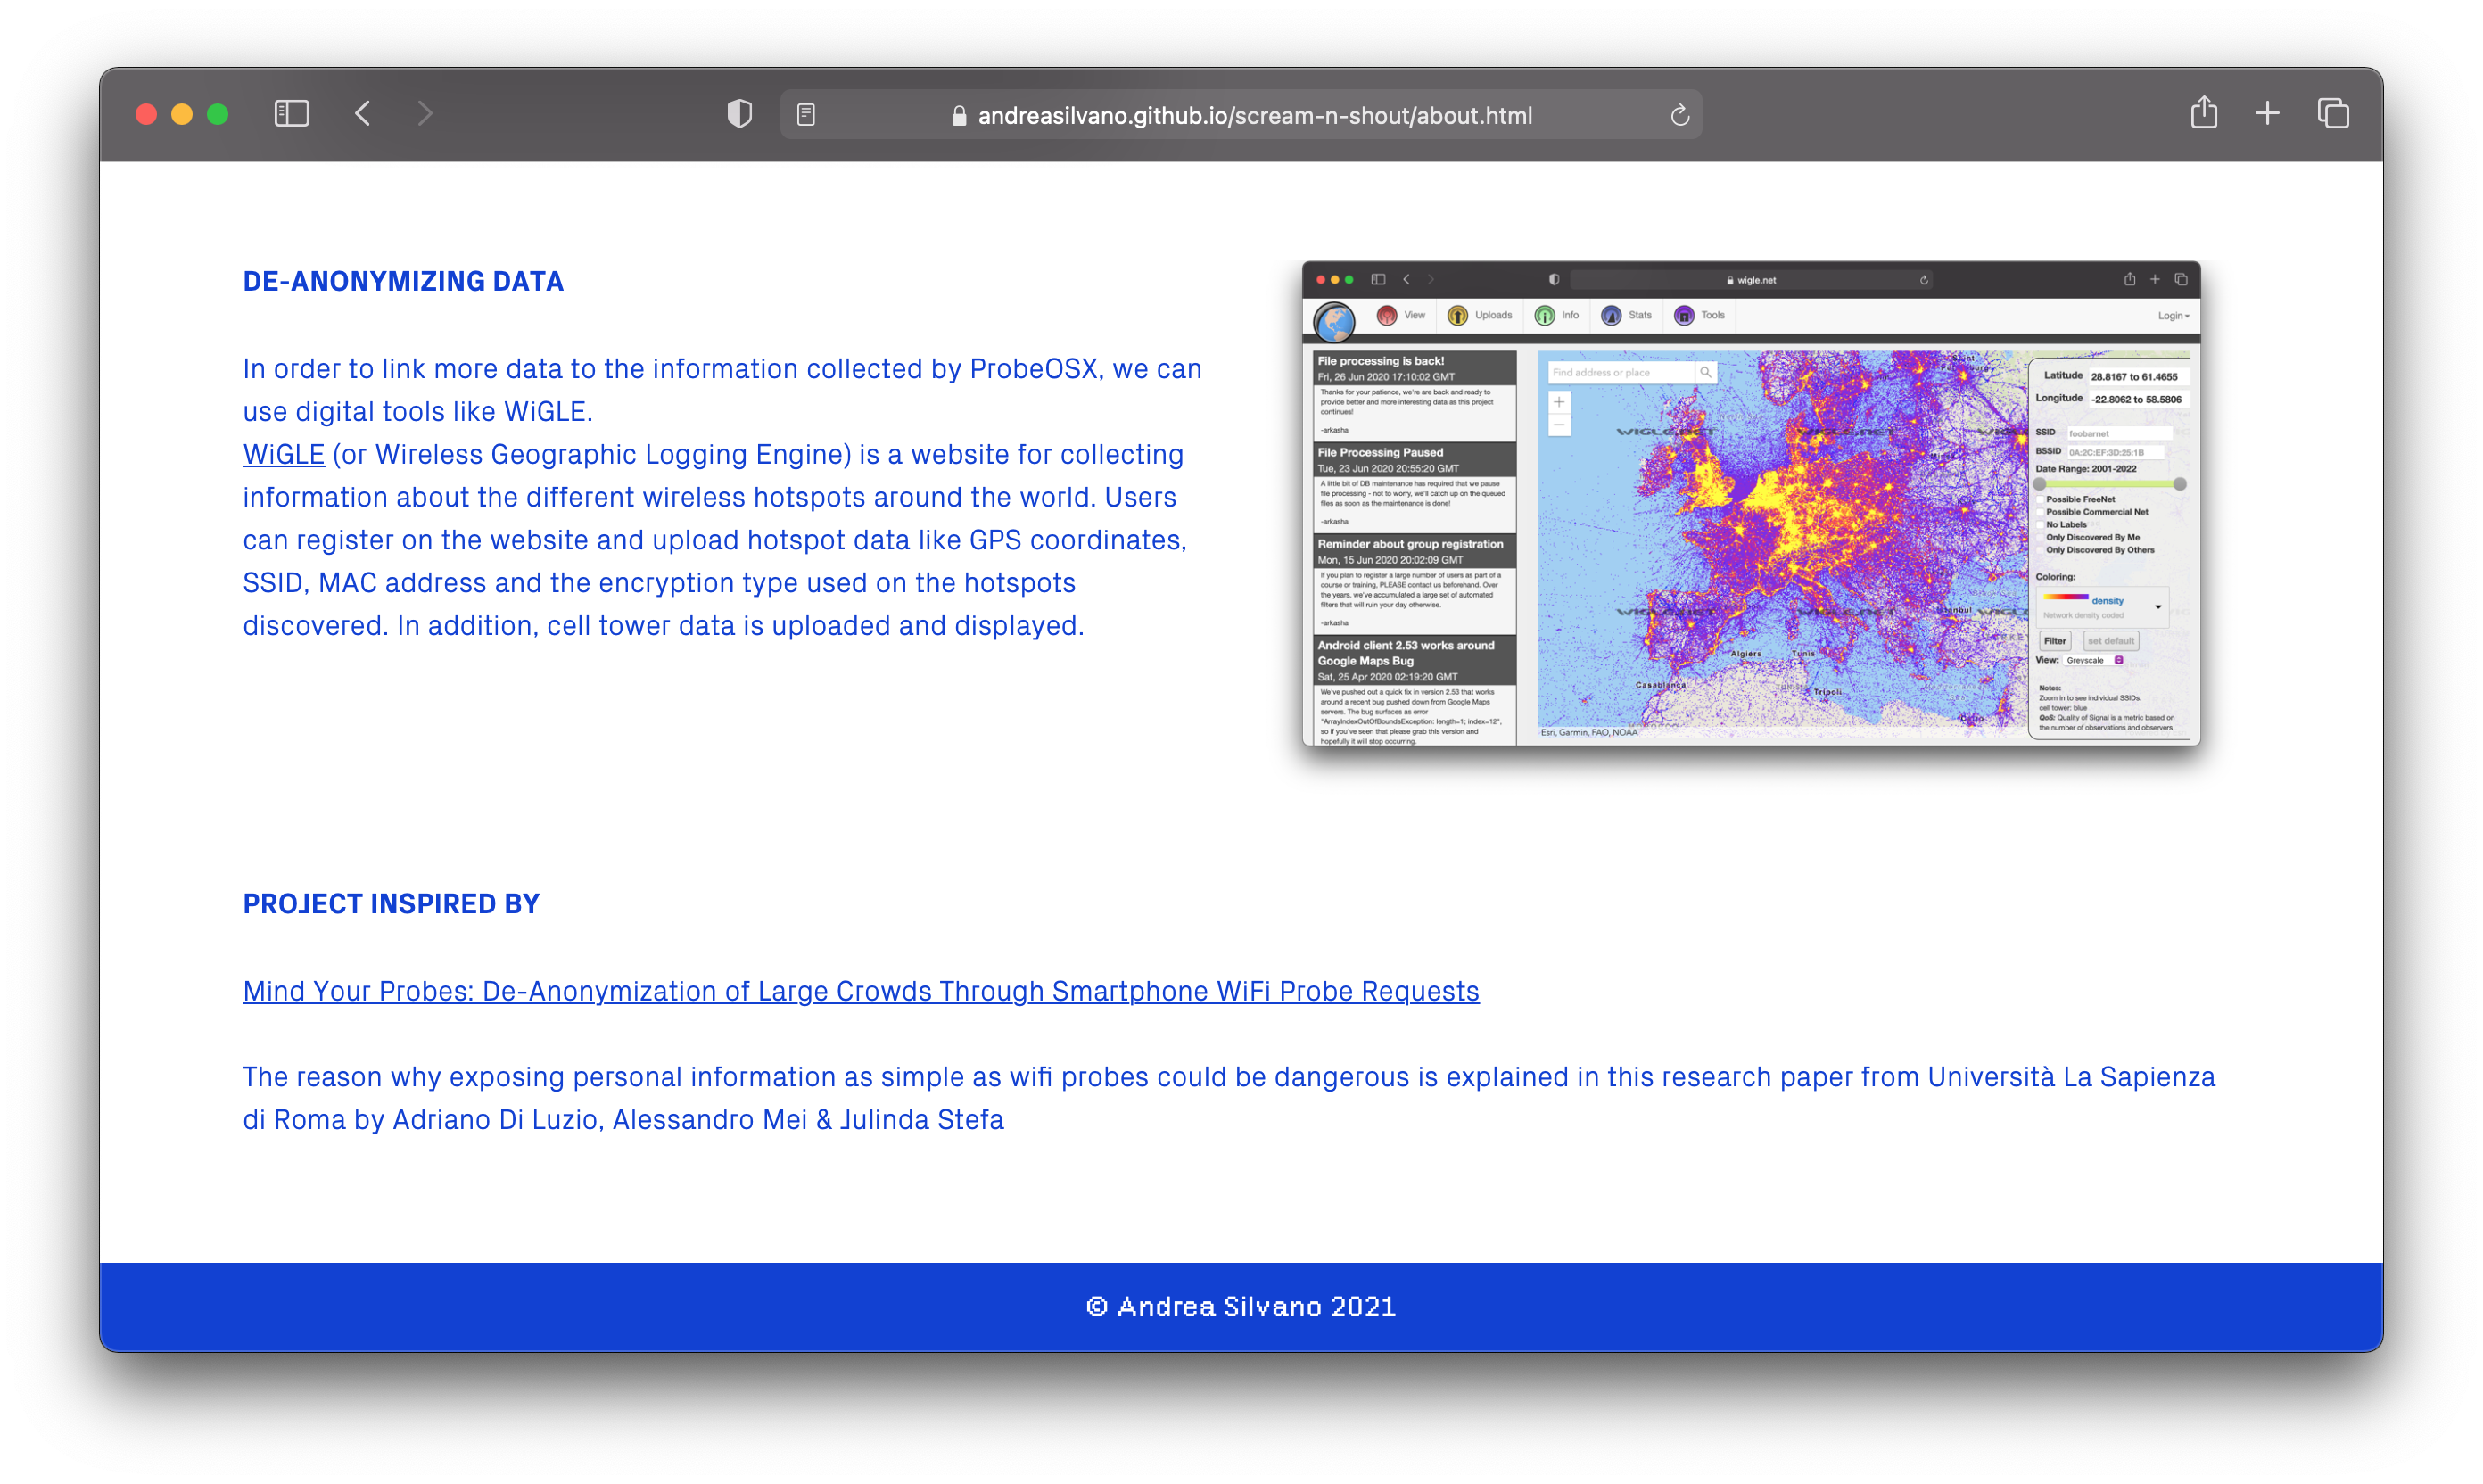 andreasilvano.github.io/scream-n-shout/about.html
DE-ANONYMIZING DATA
In order to link more data to the information collected by ProbeOSX, we can
use digital tools like WiGLE.
WiGLE (or Wireless Geographic Logging Engine) is a website for collecting
information about the different wireless hotspots around the world. Users
can register on the website and upload hotspot data like GPS coordinates,
SSID, MAC address and the encryption type used on the hotspots
discovered. In addition, cell tower data is uploaded and displayed.
wigle.net
View
Uploads
Info
Stats
Tools
Login
File processing is back!
Fri, 26 Jun 2020 17:10:02 GMT
Thanks for your patience, we're are back and ready to
provide better and more interesting data as this project
continues!
-arkasha
File Processing Paused
Tue, 23 Jun 2020 20:55:20 GMT
A little bit of DB maintenance has required that we pause
file processing - not to worry, we'll catch up on the queued
files as soon as the maintenance is done!
-arkasha
Reminder about group registration
Mon, 15 Jun 2020 20:02:09 GMT
If you plan to register a large number of users as part of a
course or training, PLEASE contact us beforehand. Over
the years, we've accumulated a large set of automated
filters that will ruin your day otherwise.
-arkasha
Android client 2.53 works around
Google Maps Bug
Sat, 25 Apr 2020 02:19:20 GMT
We've pushed out a quick fix in version 2.53 that works
around a recent bug pushed down from Google Maps
servers. The bug surfaces as error
"ArrayIndexOutOfBoundsException: length=1; index=12",
so if you've seen that please grab this version and
hopefully it will stop occurring.
Find address or place
+
−
WIGLE.NET
WIGLE.NET
WIGLE.NET
WIGLE.NET
Istanbul
Algiers
Tunis
Casablanca
Tripoli
Esri, Garmin, FAO, NOAA
Latitude 28.8167 to 61.4655
Longitude -22.8062 to 58.5806
SSID foobarnet
BSSID 0A:2C:EF:3D:25:1B
Date Range: 2001-2022
Possible FreeNet
Possible Commercial Net
No Labels
Only Discovered By Me
Only Discovered By Others
Coloring:
density
Network density coded
Filter set default
View: Greyscale
Notes:
Zoom in to see individual SSIDs.
cell tower: blue
QoS: Quality of Signal is a metric based on
the number of observations and observers
PROJECT INSPIRED BY
Mind Your Probes: De-Anonymization of Large Crowds Through Smartphone WiFi Probe Requests
The reason why exposing personal information as simple as wifi probes could be dangerous is explained in this research paper from Università La Sapienza
di Roma by Adriano Di Luzio, Alessandro Mei & Julinda Stefa
© Andrea Silvano 2021